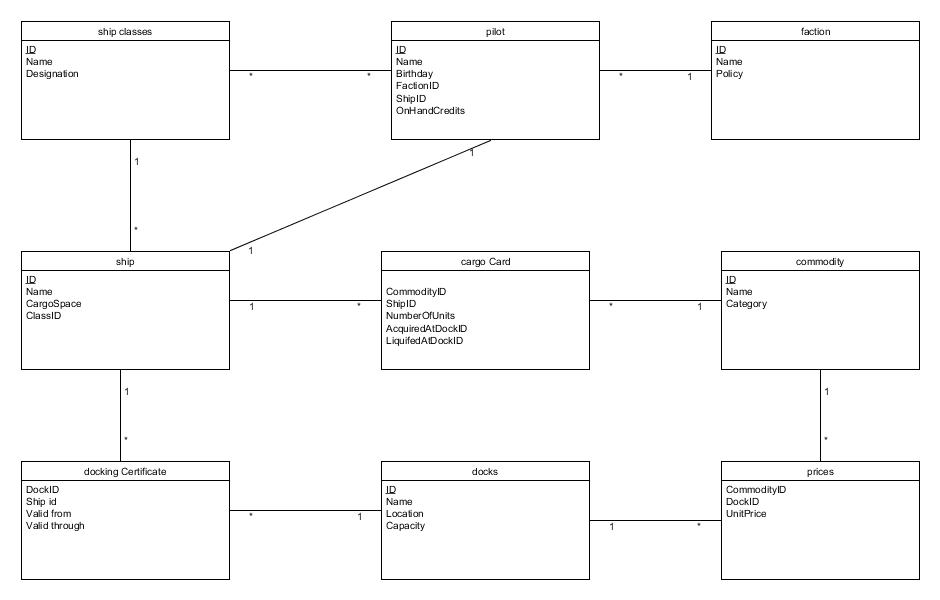 ship classes
ID
Name
Designation
pilot
ID
Name
Birthday
FactionID
ShipID
OnHandCredits
faction
ID
Name
Policy
*
*
*
1
1
*
1
1
ship
ID
Name
CargoSpace
ClassID
cargo Card
CommodityID
ShipID
NumberOfUnits
AcquiredAtDockID
LiquifedAtDockID
commodity
ID
Name
Category
1
*
*
1
1
*
1
*
docking Certificate
DockID
Ship id
Valid from
Valid through
docks
ID
Name
Location
Capacity
prices
CommodityID
DockID
UnitPrice
*
1
1
*